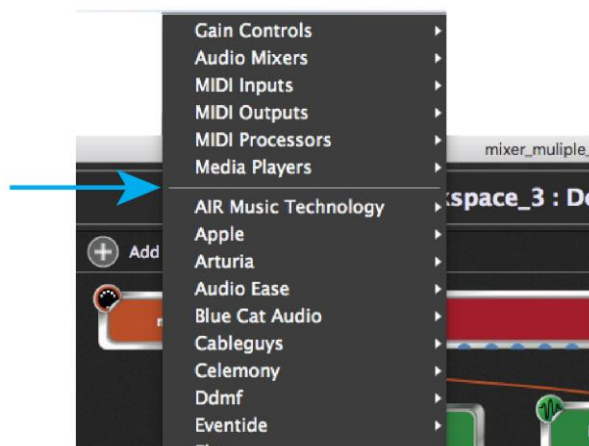 Gain Controls
Audio Mixers
MIDI Inputs
MIDI Outputs
MIDI Processors
Media Players
mixer_muliple_
AIR Music Technology
kspace_3 : De
Apple
Add
Arturia
Audio Ease
Blue Cat Audio
Cableguys
Celemony
Ddmf
Eventide